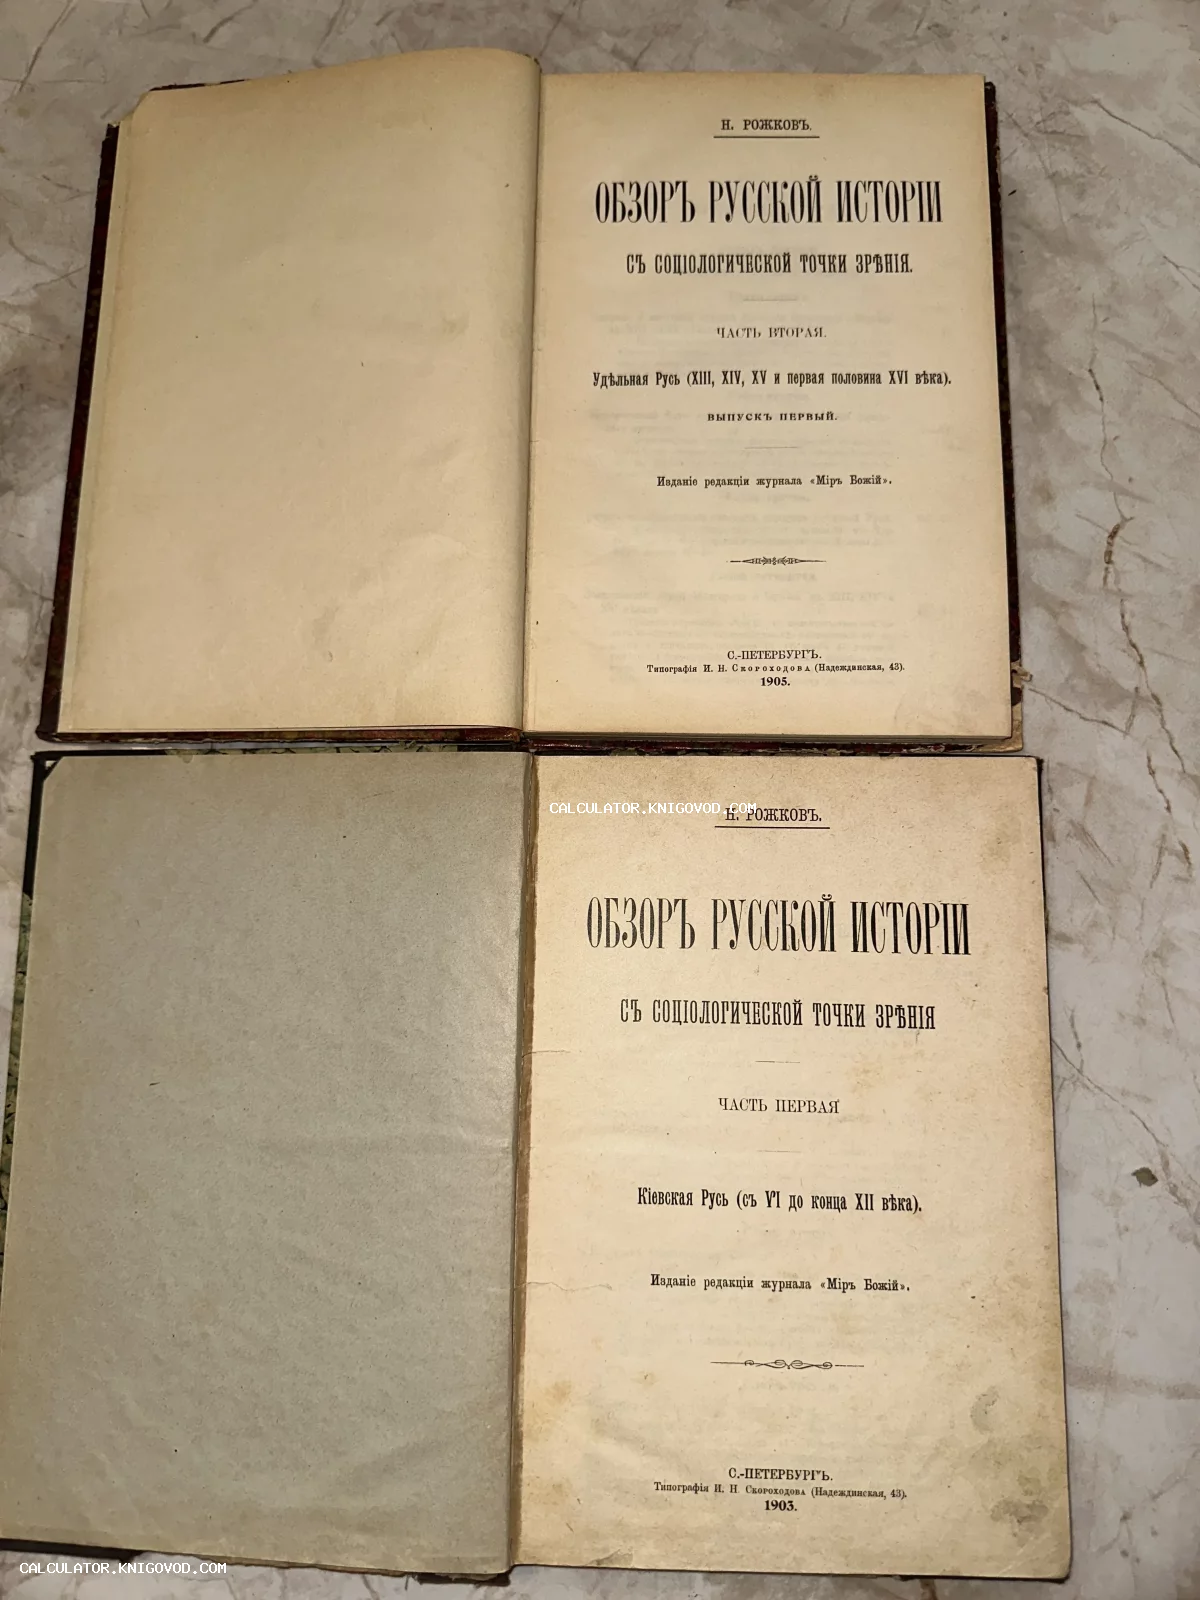 Н. РОЖКОВЪ.
ОБЗОРЪ РУССКОЙ ИСТОРІИ
СЪ СОЦІОЛОГИЧЕСКОЙ ТОЧКИ ЗРѢНІЯ.
ЧАСТЬ ВТОРАЯ.
Удѣльная Русь (XIII, XIV, XV и первая половина XVI вѣка).
ВЫПУСКЪ ПЕРВЫЙ.
Изданіе редакціи журнала «Міръ Божій».
С.-ПЕТЕРБУРГЪ.
Типографія И. Н. Скороходова (Надеждинская, 43).
1905.
CALCULATOR.KNIGOVOD.COM
Н. РОЖКОВЪ.
ОБЗОРЪ РУССКОЙ ИСТОРІИ
СЪ СОЦІОЛОГИЧЕСКОЙ ТОЧКИ ЗРѢНІЯ
ЧАСТЬ ПЕРВАЯ
Кіевская Русь (съ VI до конца XII вѣка).
Изданіе редакціи журнала «Міръ Божій».
С.-ПЕТЕРБУРГЪ.
Типографія И. Н. Скороходова (Надеждинская, 43).
1903.
CALCULATOR.KNIGOVOD.COM